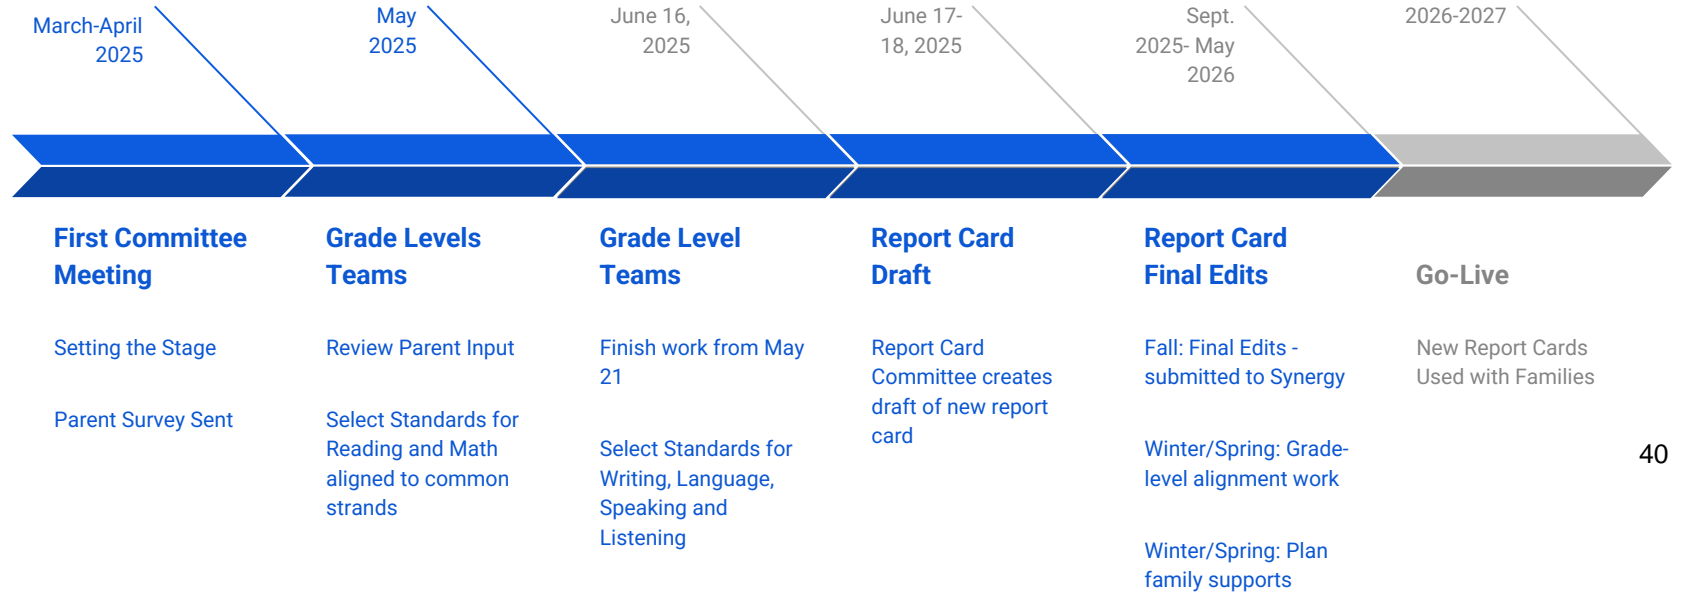 March-April
2025
May
2025
June 16,
2025
June 17-
18, 2025
Sept.
2025- May
2026
2026-2027
First Committee
Meeting
Setting the Stage
Parent Survey Sent
Grade Levels
Teams
Review Parent Input
Select Standards for
Reading and Math
aligned to common
strands
Grade Level
Teams
Finish work from May
21
Select Standards for
Writing, Language,
Speaking and
Listening
Report Card
Draft
Report Card
Committee creates
draft of new report
card
Report Card
Final Edits
Fall: Final Edits -
submitted to Synergy
Winter/Spring: Grade-
level alignment work
Winter/Spring: Plan
family supports
Go-Live
New Report Cards
Used with Families
40